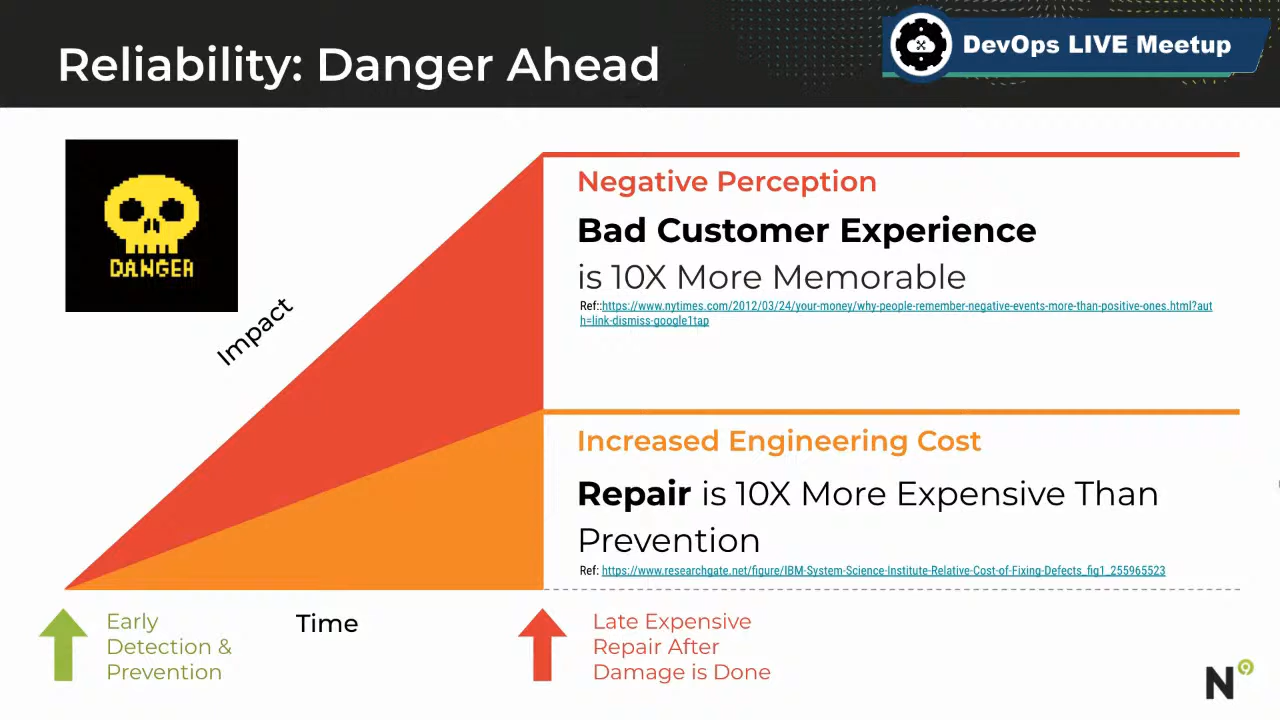 Reliability: Danger Ahead
DevOps LIVE Meetup
DANGER
Impact
Negative Perception
Bad Customer Experience
is 10X More Memorable
Ref::https://www.nytimes.com/2012/03/24/your-money/why-people-remember-negative-events-more-than-positive-ones.html?aut
h=link-dismiss-google1tap
Increased Engineering Cost
Repair is 10X More Expensive Than
Prevention
Ref: https://www.researchgate.net/figure/IBM-System-Science-Institute-Relative-Cost-of-Fixing-Defects_fig1_255965523
Early
Detection &
Prevention
Time
Late Expensive
Repair After
Damage is Done
N9